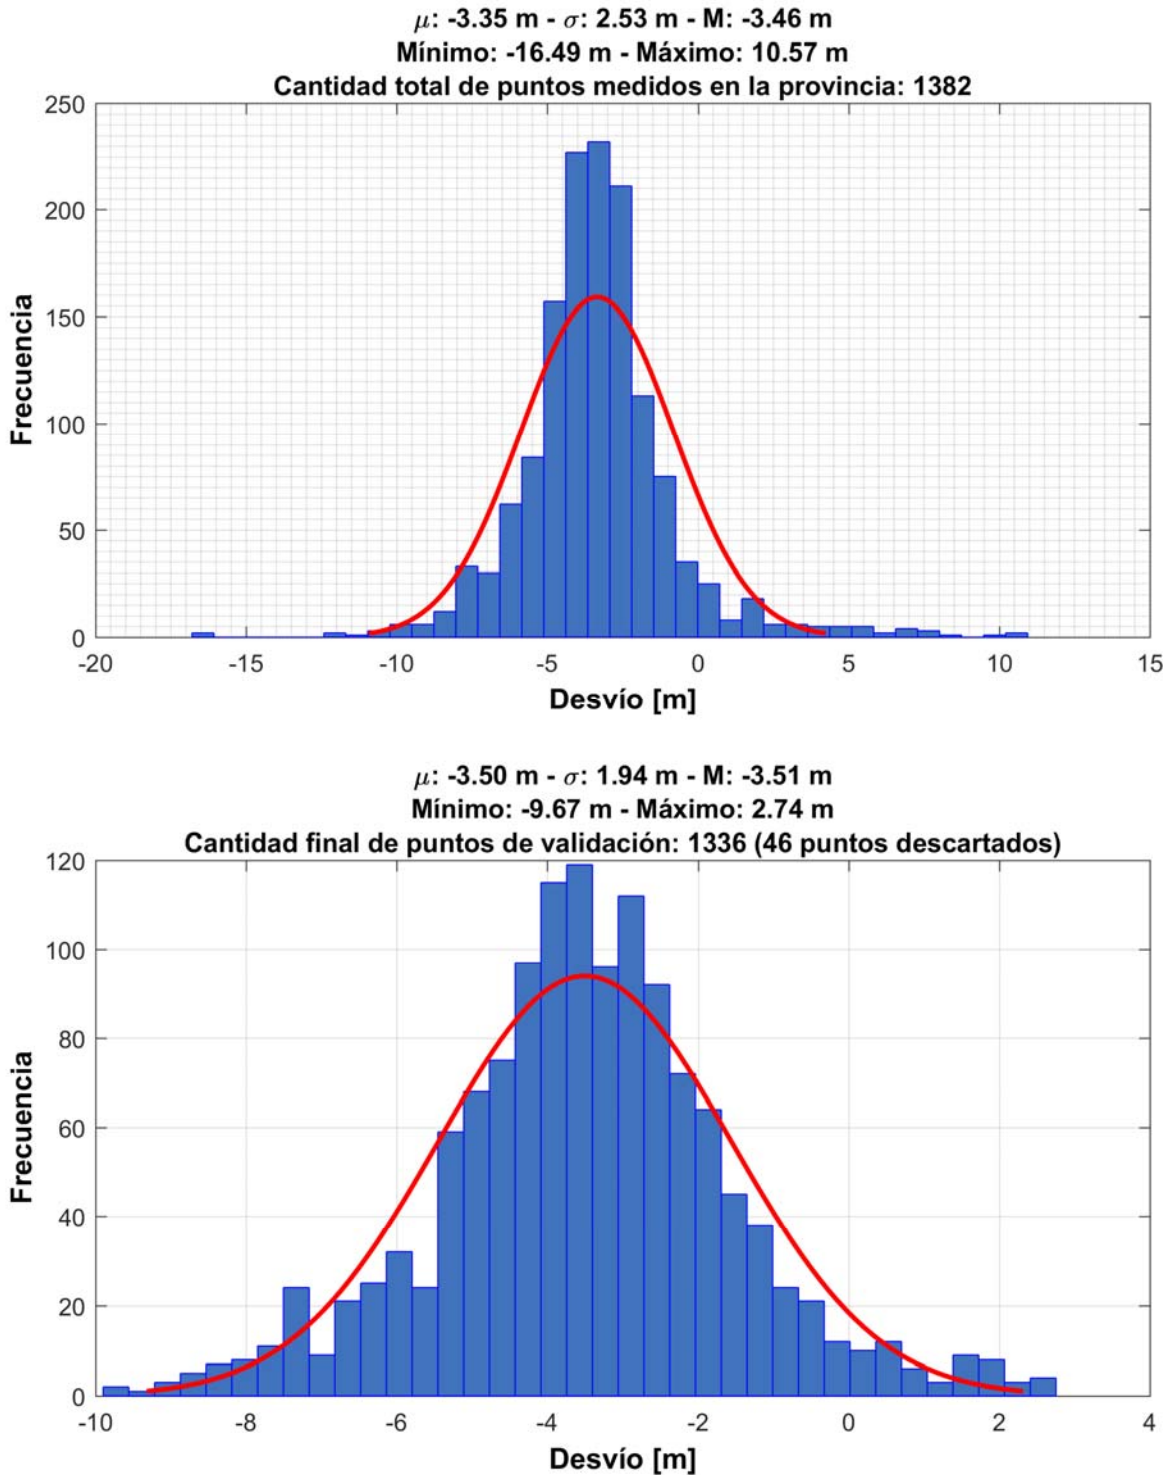 μ: -3.35 m - σ: 2.53 m - M: -3.46 m
Mínimo: -16.49 m - Máximo: 10.57 m
Cantidad total de puntos medidos en la provincia: 1382
250
200
150
100
50
0
Frecuencia
-20 -15 -10 -5 0 5 10 15
Desvío [m]
μ: -3.50 m - σ: 1.94 m - M: -3.51 m
Mínimo: -9.67 m - Máximo: 2.74 m
Cantidad final de puntos de validación: 1336 (46 puntos descartados)
120
100
80
60
40
20
0
Frecuencia
-10 -8 -6 -4 -2 0 2 4
Desvío [m]